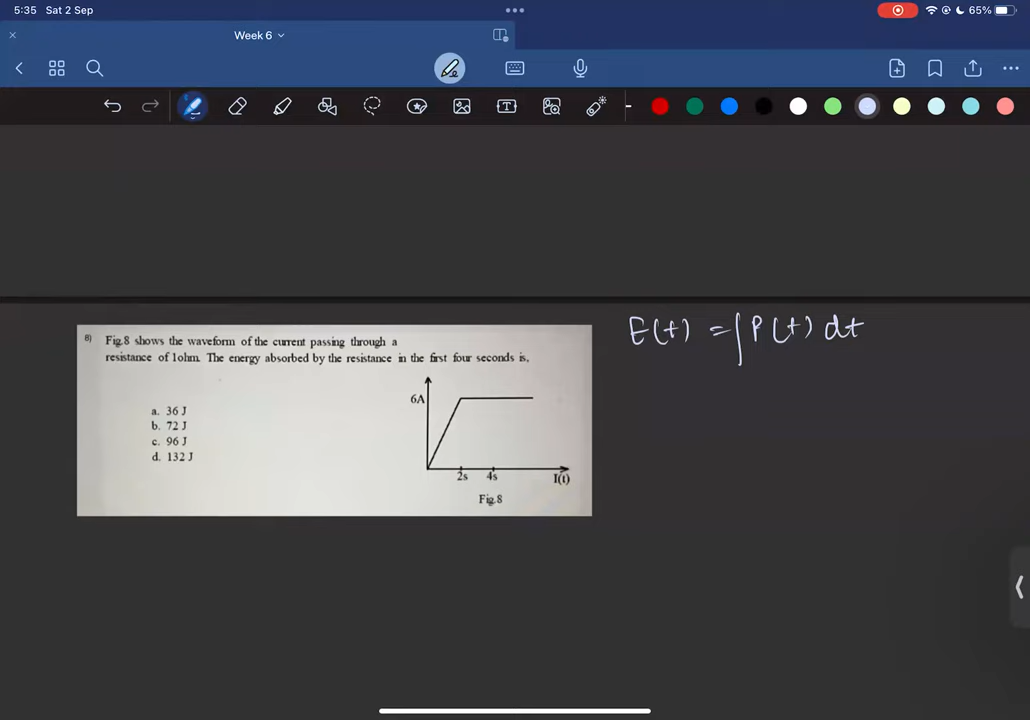 5:35 Sat 2 Sep
65%
Week 6
T
8) Fig.8 shows the waveform of the current passing through a
resistance of 1ohm. The energy absorbed by the resistance in the first four seconds is,
a. 36 J
b. 72 J
c. 96 J
d. 132 J
6A
2s 4s I(t)
Fig.8
E(t) = ∫P(t) dt